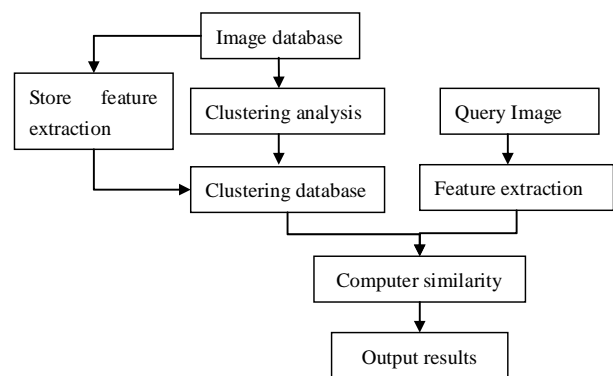 Image database
Store feature
extraction
Clustering analysis
Query Image
Clustering database
Feature extraction
Computer similarity
Output results